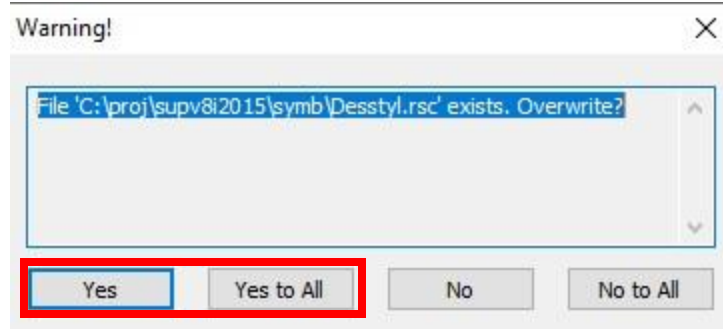 Warning!
File 'C:\proj\supv8i2015\symb\Desstyl.rsc' exists. Overwrite?
Yes Yes to All No No to All